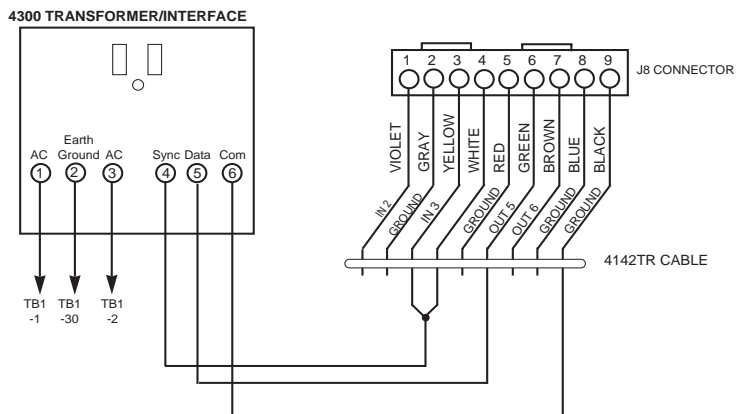 4300 TRANSFORMER/INTERFACE
Earth
AC Ground AC Sync Data Com
1 2 3 4 5 6
TB1 TB1 TB1
-1 -30 -2
1 2 3 4 5 6 7 8 9
J8 CONNECTOR
VIOLET
GRAY
YELLOW
WHITE
RED
GREEN
BROWN
BLUE
BLACK
IN 2
GROUND
IN 3
GROUND
OUT 5
OUT 6
GROUND
GROUND
4142TR CABLE